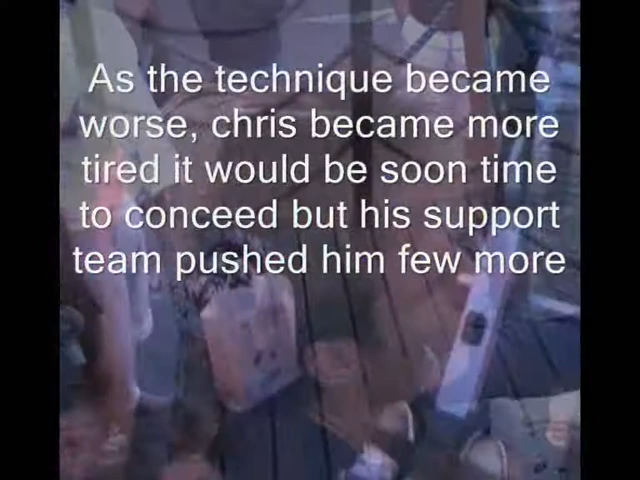 As the technique became
worse, chris became more
tired it would be soon time
to conceed but his support
team pushed him few more